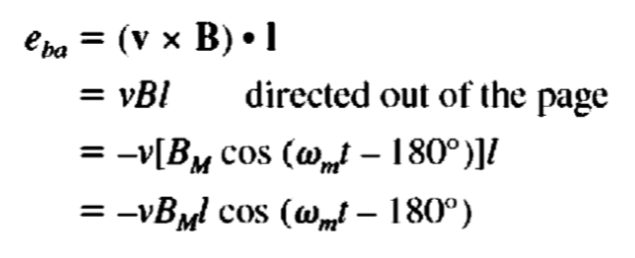 e_ba = (v × B) • l
= vBl directed out of the page
= –v[B_M cos (ω_m t – 180°)]l
= –vB_M l cos (ω_m t – 180°)